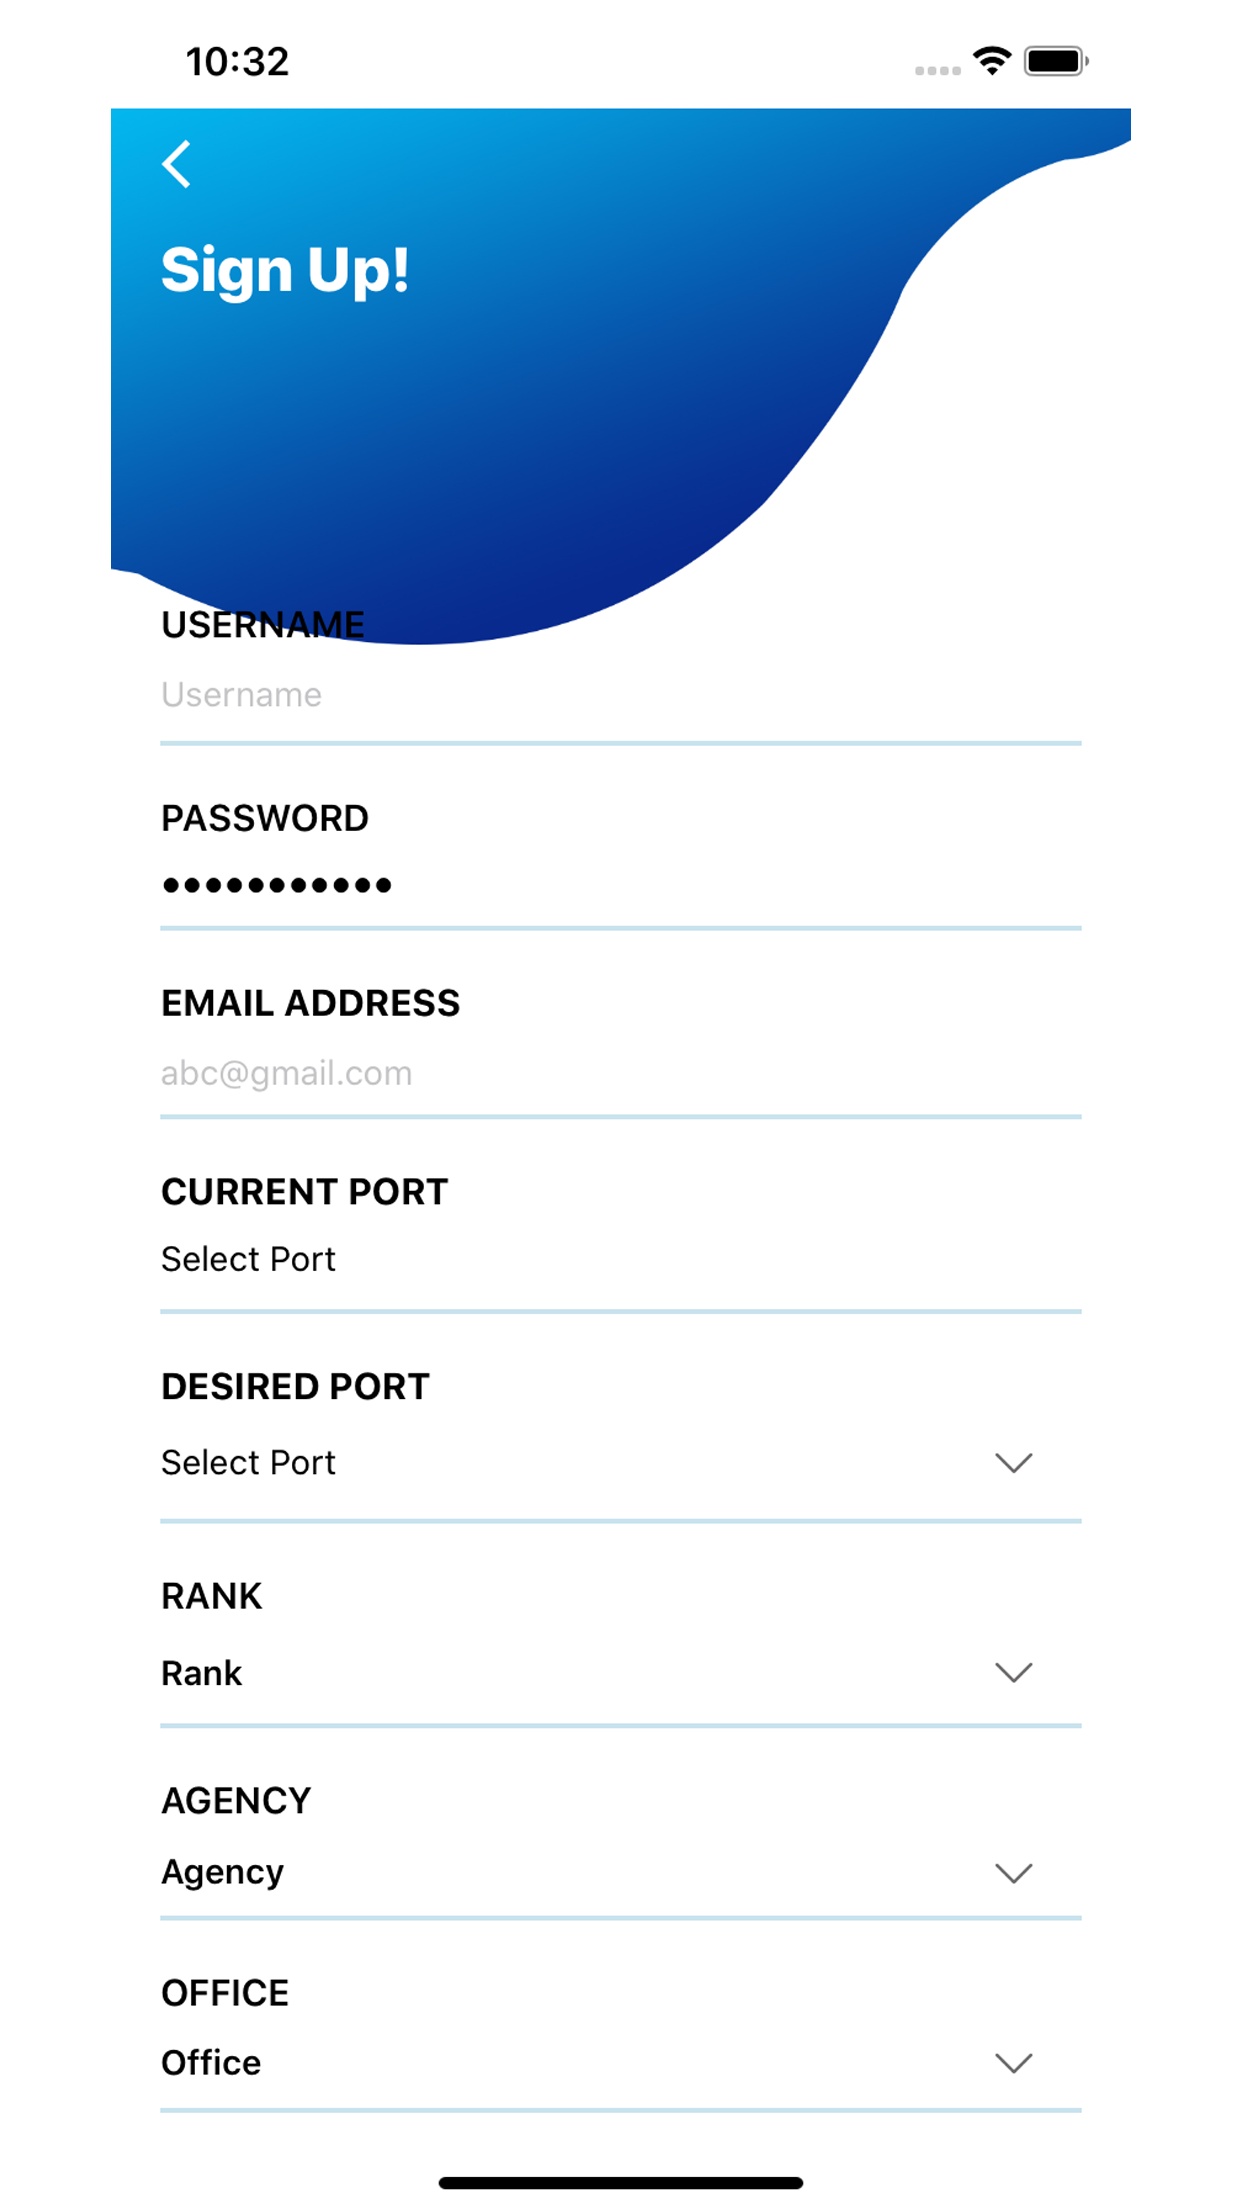 10:32
Sign Up!
USERNAME
Username
PASSWORD
•••••••••••
EMAIL ADDRESS
abc@gmail.com
CURRENT PORT
Select Port
DESIRED PORT
Select Port
RANK
Rank
AGENCY
Agency
OFFICE
Office